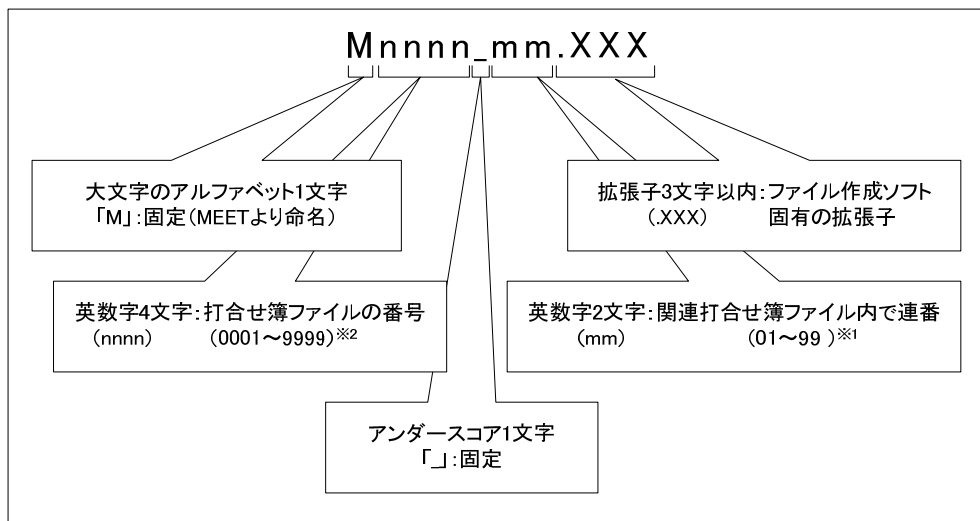 Mnnnn_mm.XXX
大文字のアルファベット1文字
「M」:固定(MEETより命名)
拡張子3文字以内:ファイル作成ソフト
(.XXX) 固有の拡張子
英数字4文字:打合せ簿ファイルの番号
(nnnn) (0001～9999)※2
英数字2文字:関連打合せ簿ファイル内で連番
(mm) (01～99 )※1
アンダースコア1文字
「_」:固定